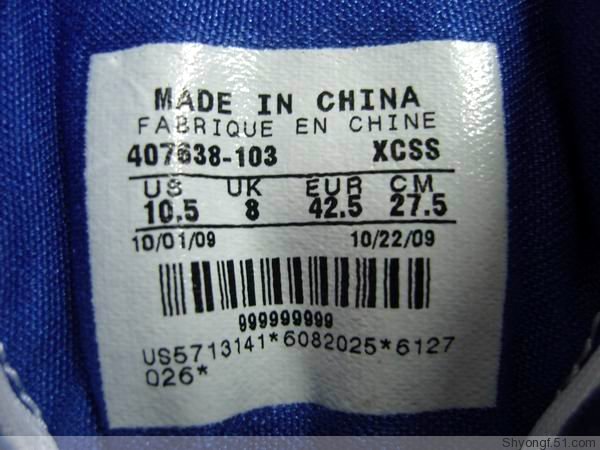 MADE IN CHINA
FABRIQUE EN CHINE
407638-103 XCSS
US UK EUR CM
10.5 8 42.5 27.5
10/01/09 10/22/09
999999999
US5713141*6082025*6127
026*
Shyongf.51.com